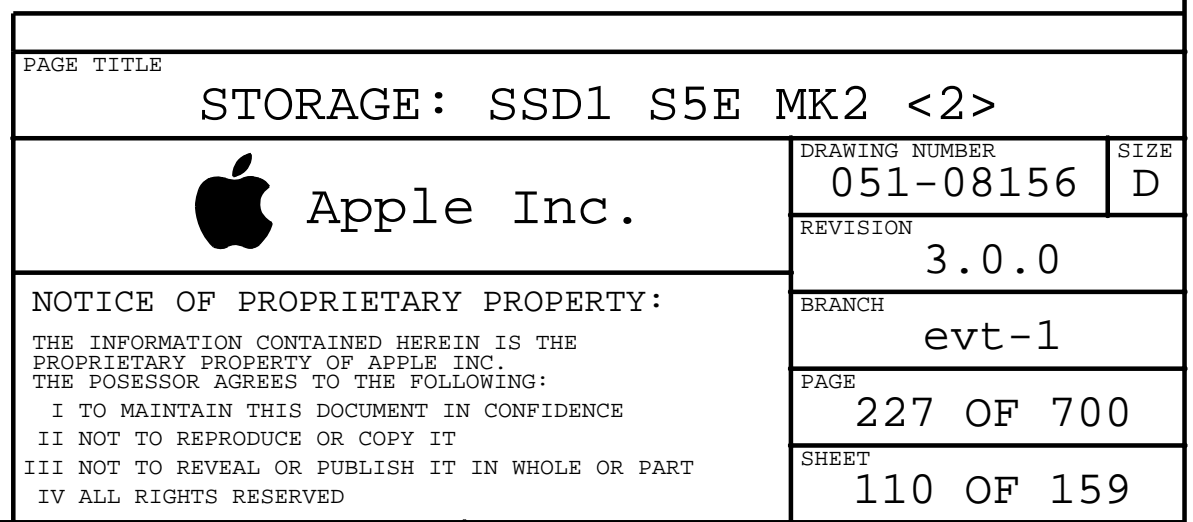 PAGE TITLE
STORAGE: SSD1 S5E MK2 <2>
Apple Inc.
DRAWING NUMBER
051-08156
SIZE
D
REVISION
3.0.0
NOTICE OF PROPRIETARY PROPERTY:
THE INFORMATION CONTAINED HEREIN IS THE
PROPRIETARY PROPERTY OF APPLE INC.
THE POSESSOR AGREES TO THE FOLLOWING:
I TO MAINTAIN THIS DOCUMENT IN CONFIDENCE
II NOT TO REPRODUCE OR COPY IT
III NOT TO REVEAL OR PUBLISH IT IN WHOLE OR PART
IV ALL RIGHTS RESERVED
BRANCH
evt-1
PAGE
227 OF 700
SHEET
110 OF 159